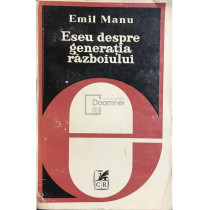 Emil Manu
Eseu despre
generația
războiului
Doamnei
CR